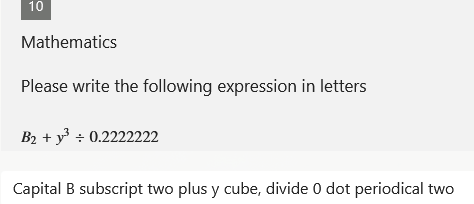 10
Mathematics
Please write the following expression in letters
B₂ + y³ ÷ 0.2222222
Capital B subscript two plus y cube, divide 0 dot periodical two